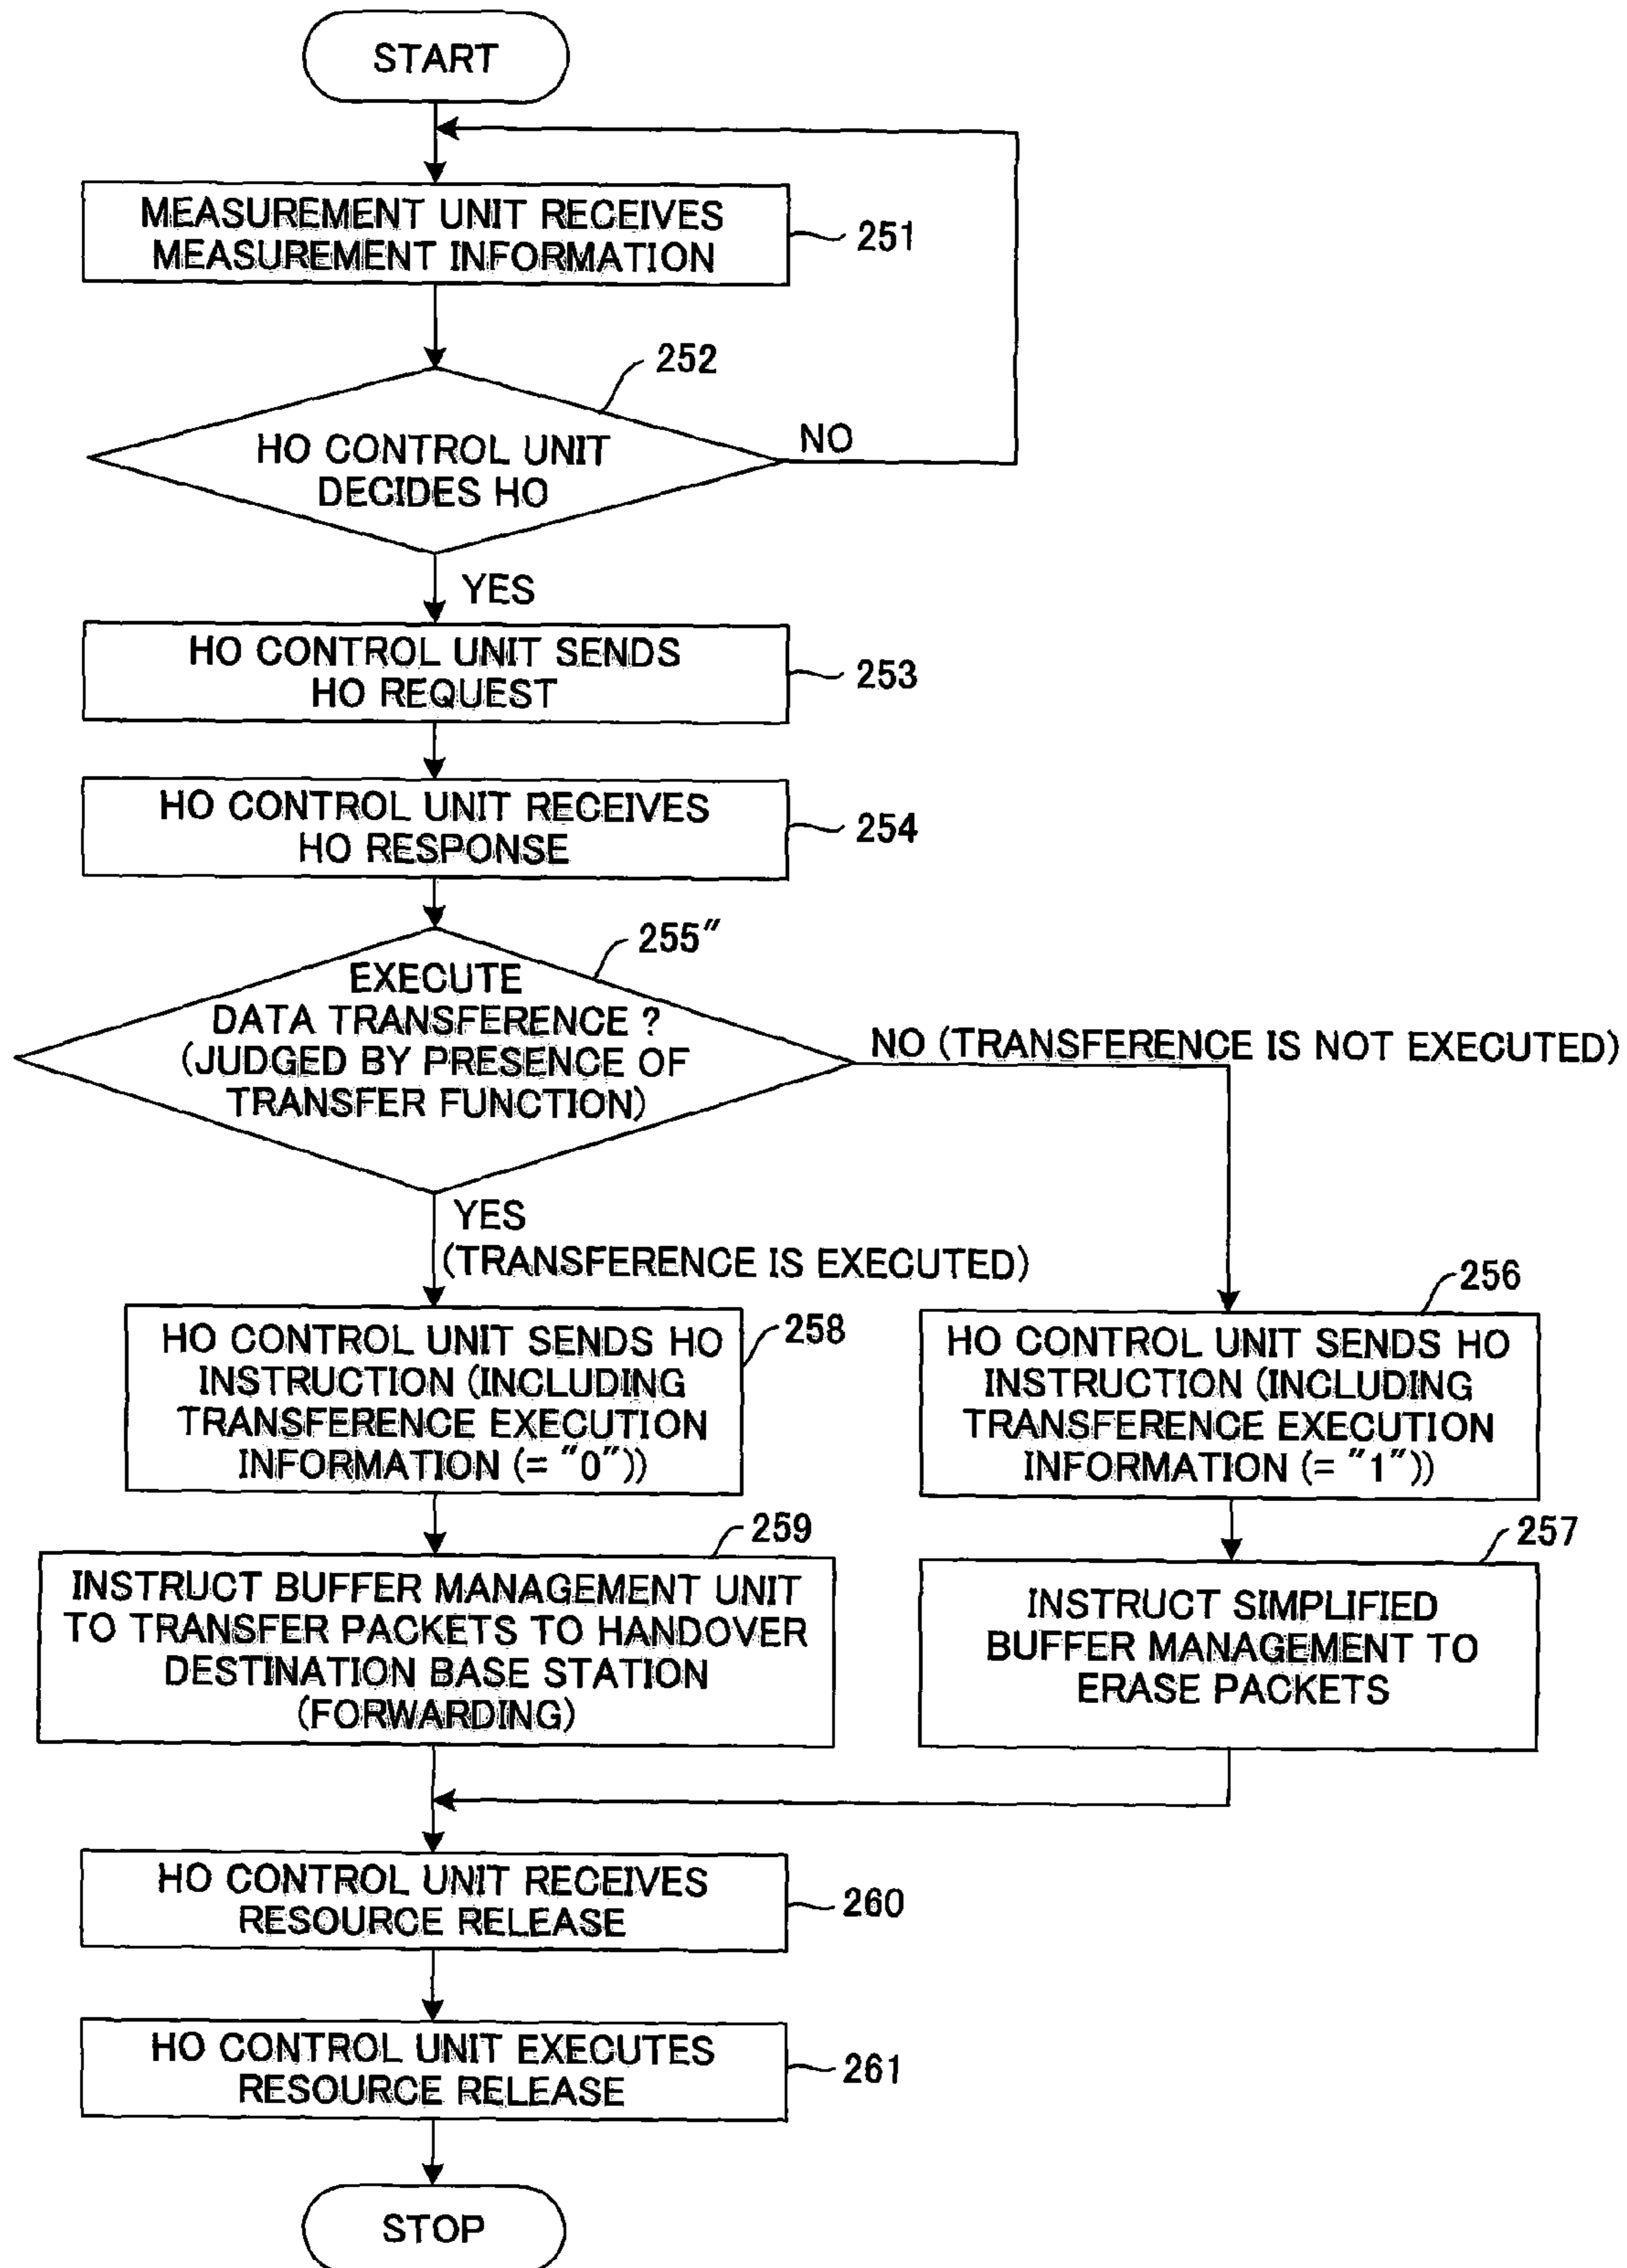 START
MEASUREMENT UNIT RECEIVES
MEASUREMENT INFORMATION
251
252
HO CONTROL UNIT
DECIDES HO
NO
YES
HO CONTROL UNIT SENDS
HO REQUEST
253
HO CONTROL UNIT RECEIVES
HO RESPONSE
254
255″
EXECUTE
DATA TRANSFERENCE ?
(JUDGED BY PRESENCE OF
TRANSFER FUNCTION)
NO (TRANSFERENCE IS NOT EXECUTED)
YES
(TRANSFERENCE IS EXECUTED)
258
HO CONTROL UNIT SENDS HO
INSTRUCTION (INCLUDING
TRANSFERENCE EXECUTION
INFORMATION (= ″0″))
256
HO CONTROL UNIT SENDS HO
INSTRUCTION (INCLUDING
TRANSFERENCE EXECUTION
INFORMATION (= ″1″))
259
INSTRUCT BUFFER MANAGEMENT UNIT
TO TRANSFER PACKETS TO HANDOVER
DESTINATION BASE STATION
(FORWARDING)
257
INSTRUCT SIMPLIFIED
BUFFER MANAGEMENT TO
ERASE PACKETS
HO CONTROL UNIT RECEIVES
RESOURCE RELEASE
260
HO CONTROL UNIT EXECUTES
RESOURCE RELEASE
261
STOP